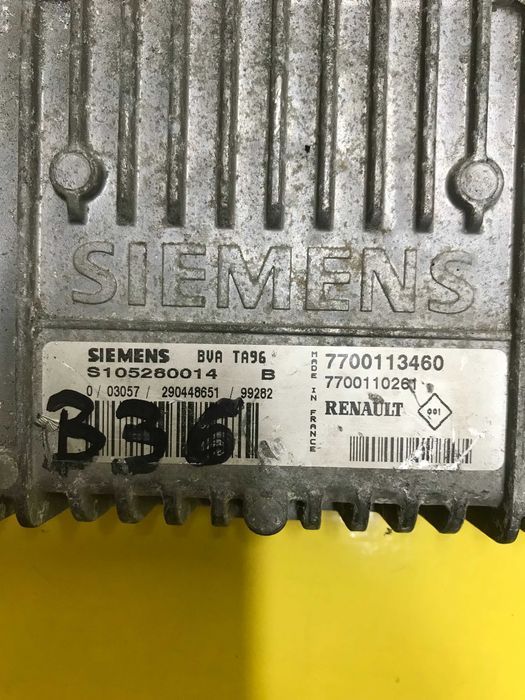 SIEMENS
SIEMENS BVA TA96
S105280014 B
0 / 03057 / 290448651 / 99282
B36
MADE IN FRANCE
7700113460
7700110261
RENAULT
001